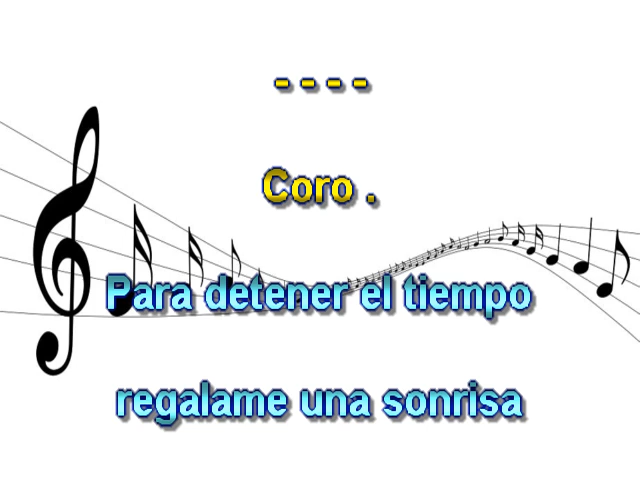 - - - -
Coro .
Para detener el tiempo
regalame una sonrisa